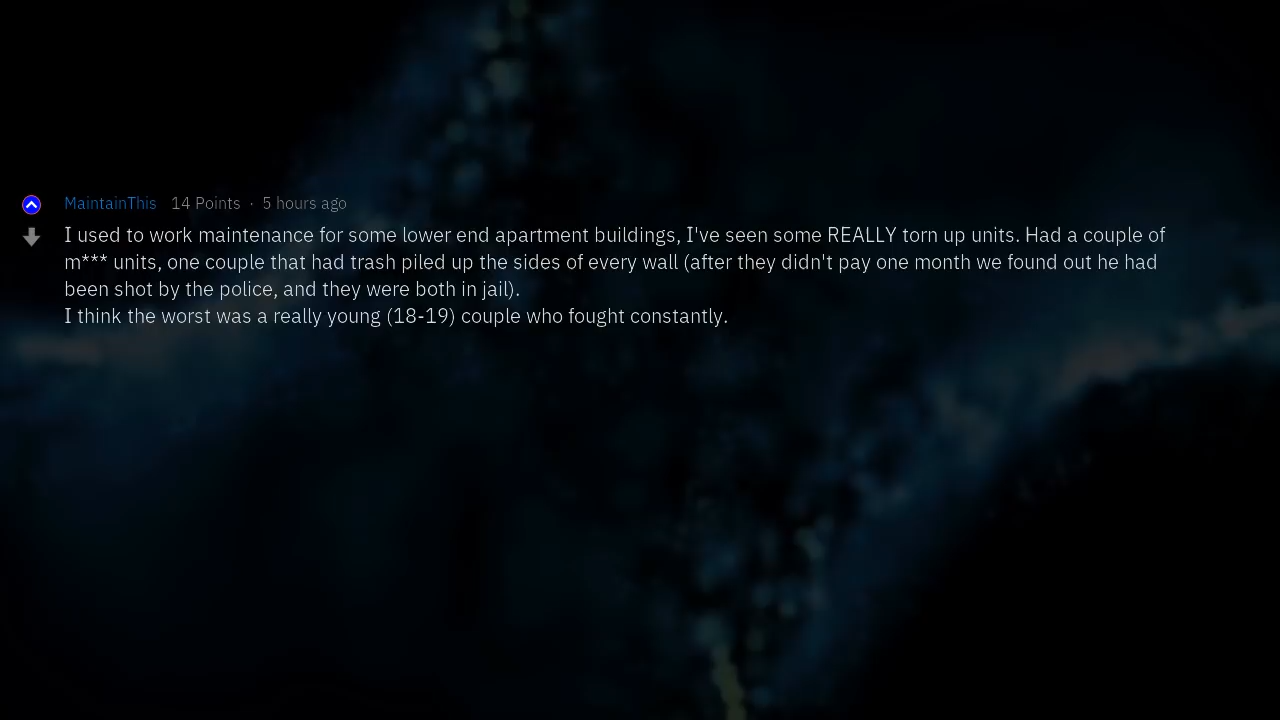 MaintainThis 14 Points · 5 hours ago
I used to work maintenance for some lower end apartment buildings, I've seen some REALLY torn up units. Had a couple of
m*** units, one couple that had trash piled up the sides of every wall (after they didn't pay one month we found out he had
been shot by the police, and they were both in jail).
I think the worst was a really young (18-19) couple who fought constantly.